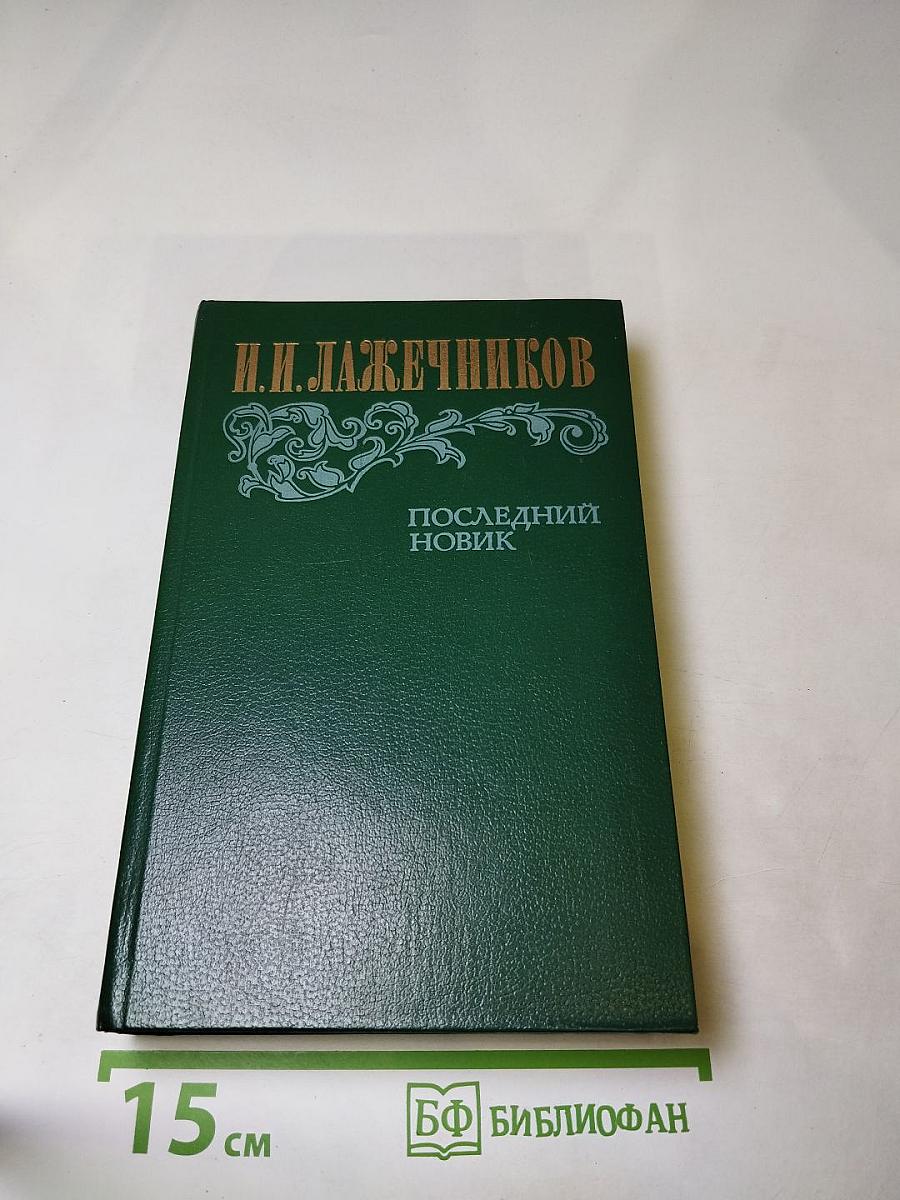 И.И. ЛАЖЕЧНИКОВ
ПОСЛЕДНИЙ
НОВИК
15 см
БФ БИБЛИОФАН